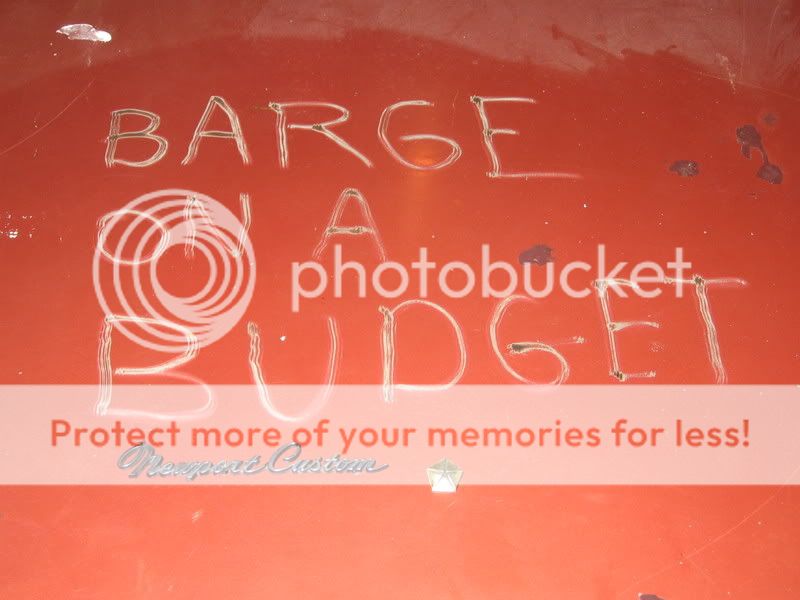 BARGE
ON A
photobucket
BUDGET
Protect more of your memories for less!
Newport Custom